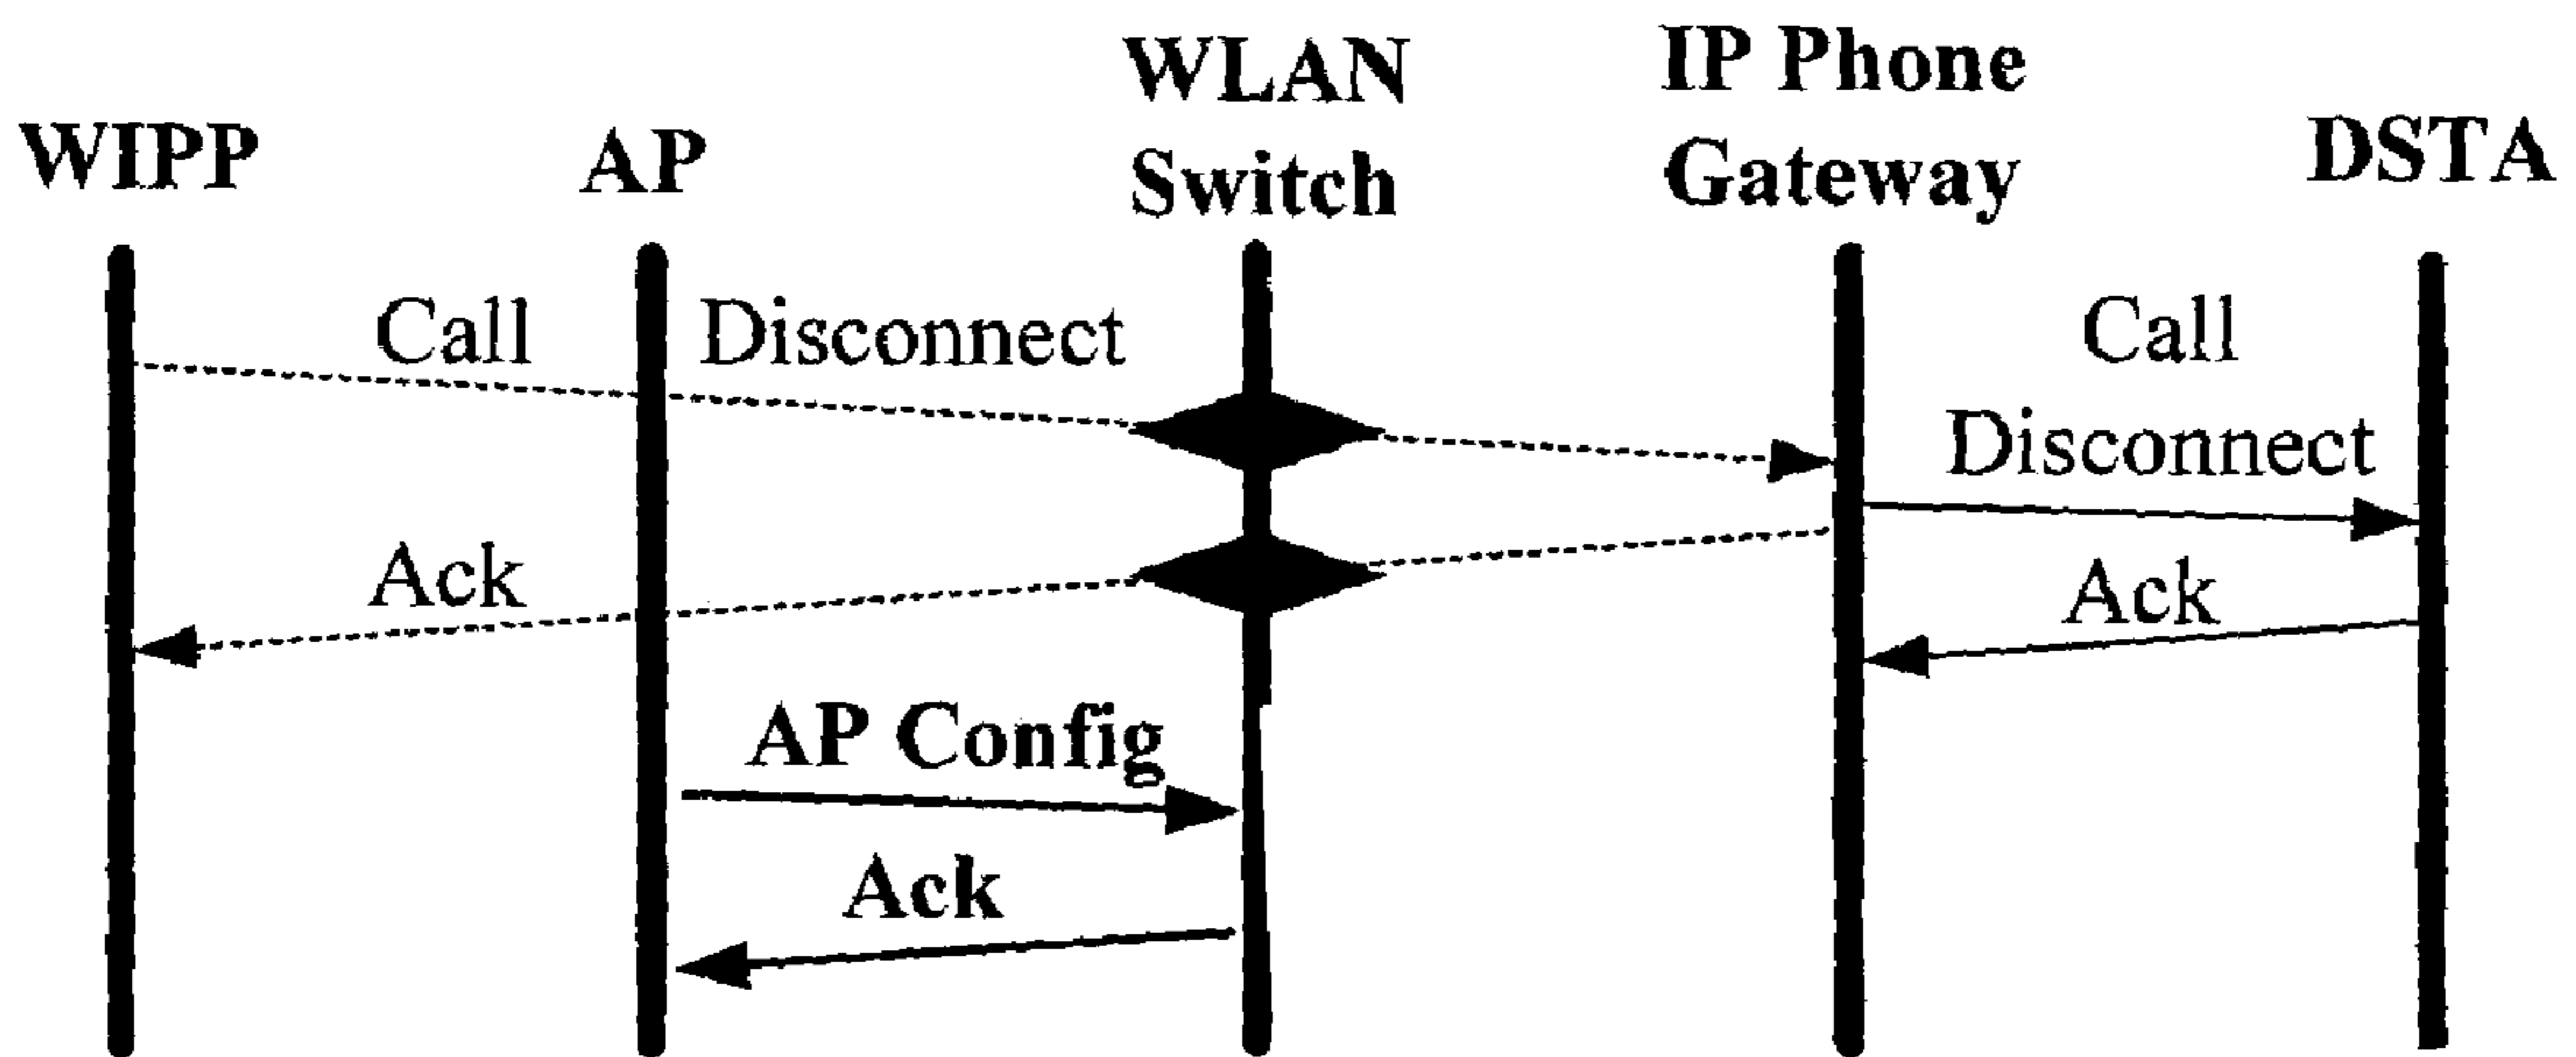 WIPP
AP
WLAN
Switch
IP Phone
Gateway
DSTA
Call Disconnect
Call
Disconnect
Ack
Ack
AP Config
Ack